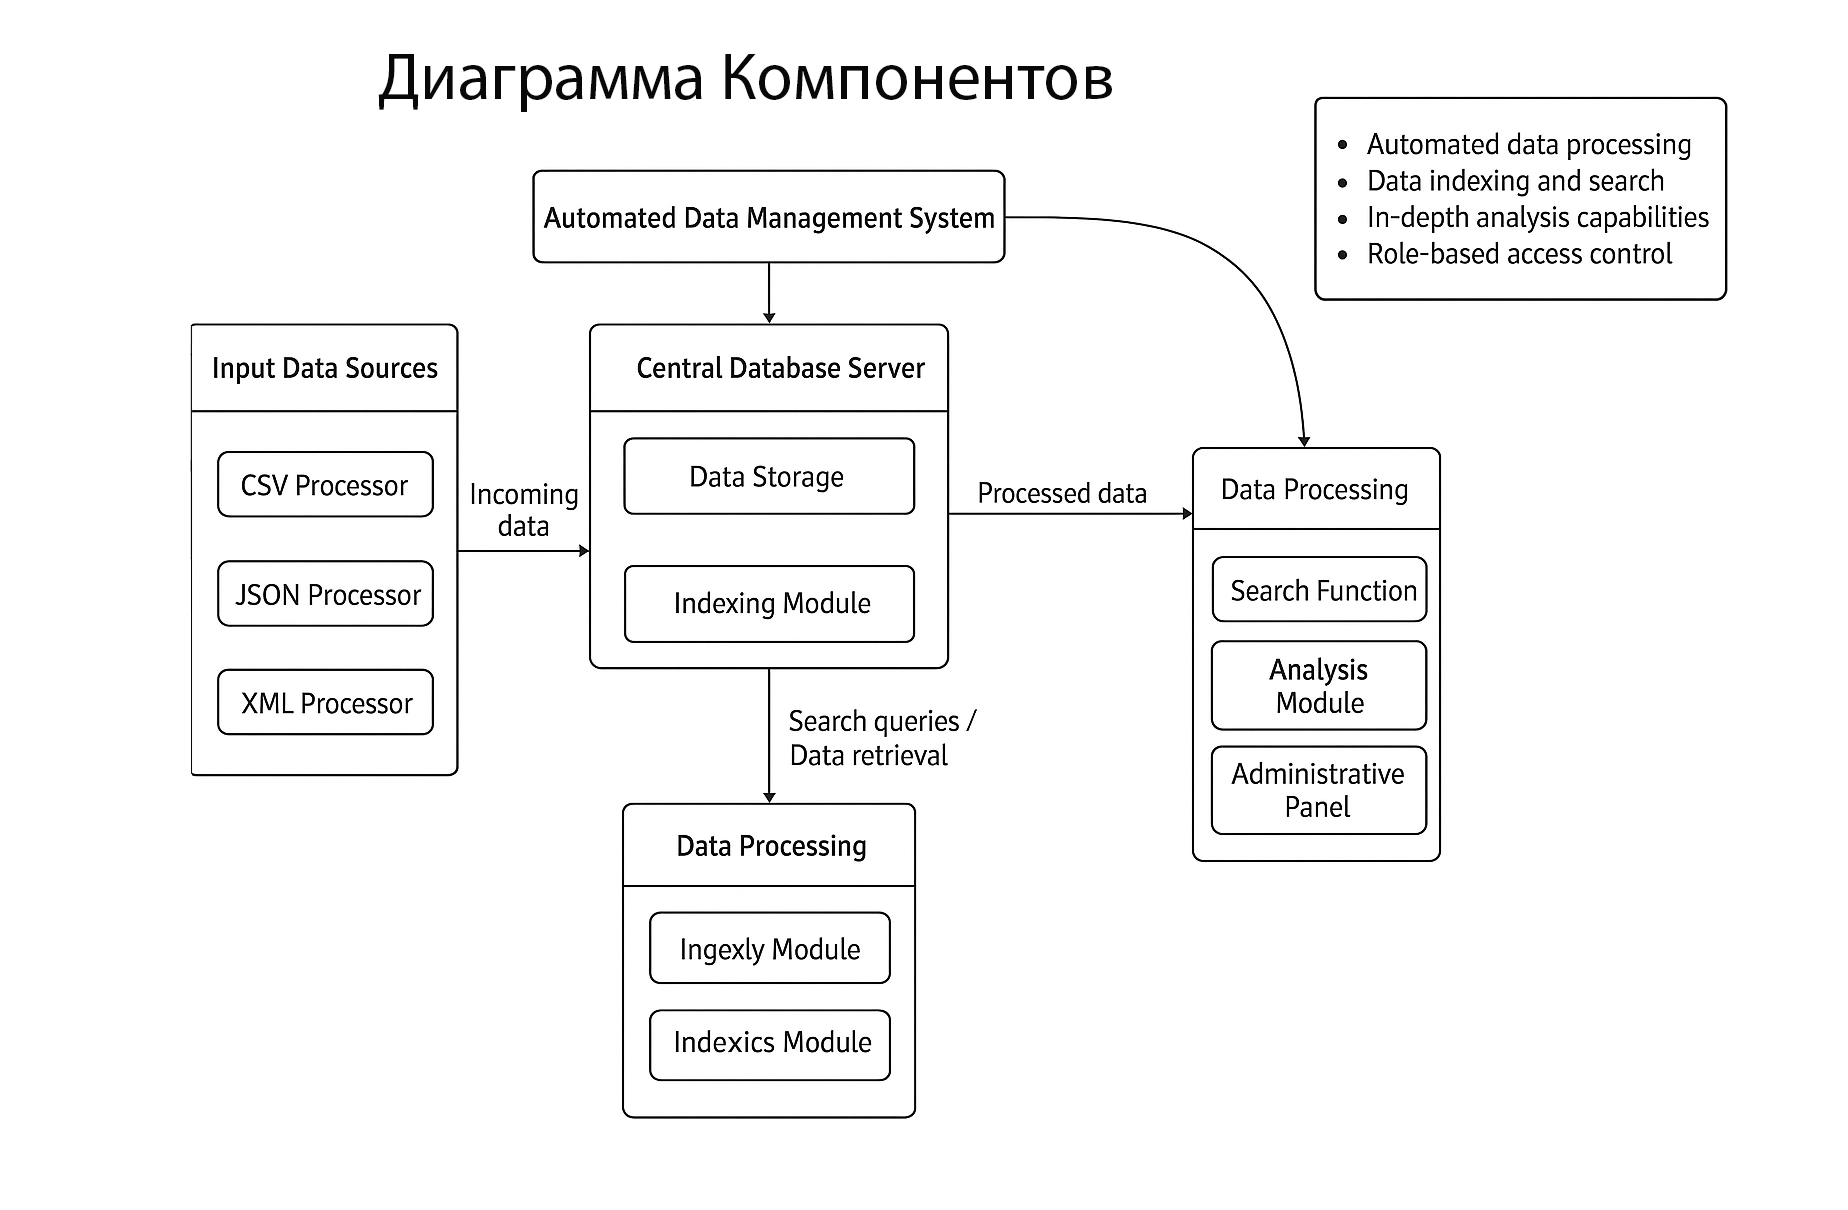 Диаграмма Компонентов
• Automated data processing
• Data indexing and search
• In-depth analysis capabilities
• Role-based access control
Automated Data Management System
Input Data Sources
CSV Processor
JSON Processor
XML Processor
Incoming
data
Central Database Server
Data Storage
Indexing Module
Processed data
Data Processing
Search Function
Analysis
Module
Administrative
Panel
Search queries /
Data retrieval
Data Processing
Ingexly Module
Indexics Module